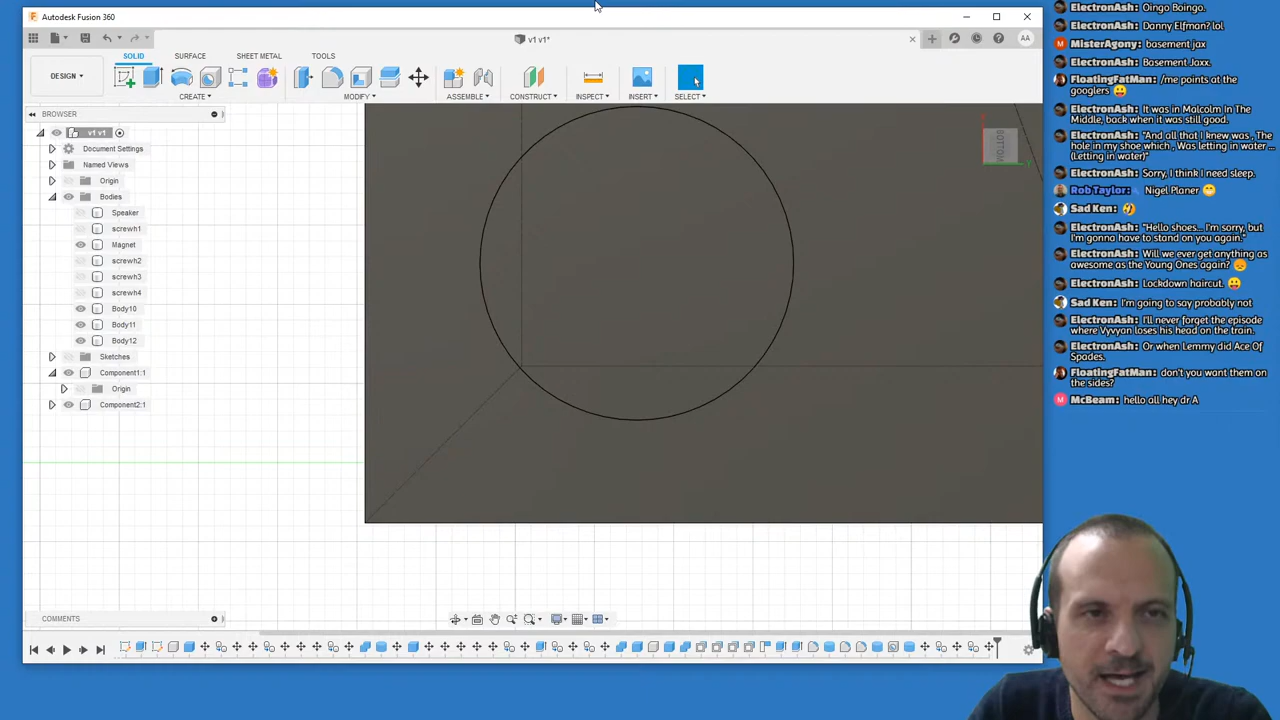 Autodesk Fusion 360
v1 v1*
AA
DESIGN
SOLID
SURFACE
SHEET METAL
TOOLS
CREATE
MODIFY
ASSEMBLE
CONSTRUCT
INSPECT
INSERT
SELECT
BROWSER
v1 v1
Document Settings
Named Views
Origin
Bodies
Speaker
screwh1
Magnet
screwh2
screwh3
screwh4
Body10
Body11
Body12
Sketches
Component1:1
Origin
Component2:1
BOTTOM
COMMENTS
ElectronAsh: Oingo Boingo.
ElectronAsh: Danny Elfman? lol
MisterAgony: basement jax
ElectronAsh: Basement Jaxx.
FloatingFatMan: /me points at the
googlers
ElectronAsh: It was in Malcolm In The
Middle, back when it was still good.
ElectronAsh: "And all that I knew was , The
hole in my shoe which , Was letting in water ...
(Letting in water)"
ElectronAsh: Sorry, I think I need sleep.
Rob Taylor: Nigel Planer
Sad Ken:
ElectronAsh: "Hello shoes... I'm sorry, but
I'm gonna have to stand on you again."
ElectronAsh: Will we ever get anything as
awesome as the Young Ones again?
ElectronAsh: Lockdown haircut.
Sad Ken: I'm going to say probably not
ElectronAsh: I'll never forget the episode
where Vyvyan loses his head on the train.
ElectronAsh: Or when Lemmy did Ace Of
Spades.
FloatingFatMan: don't you want them on
the sides?
McBeam: hello all hey dr A